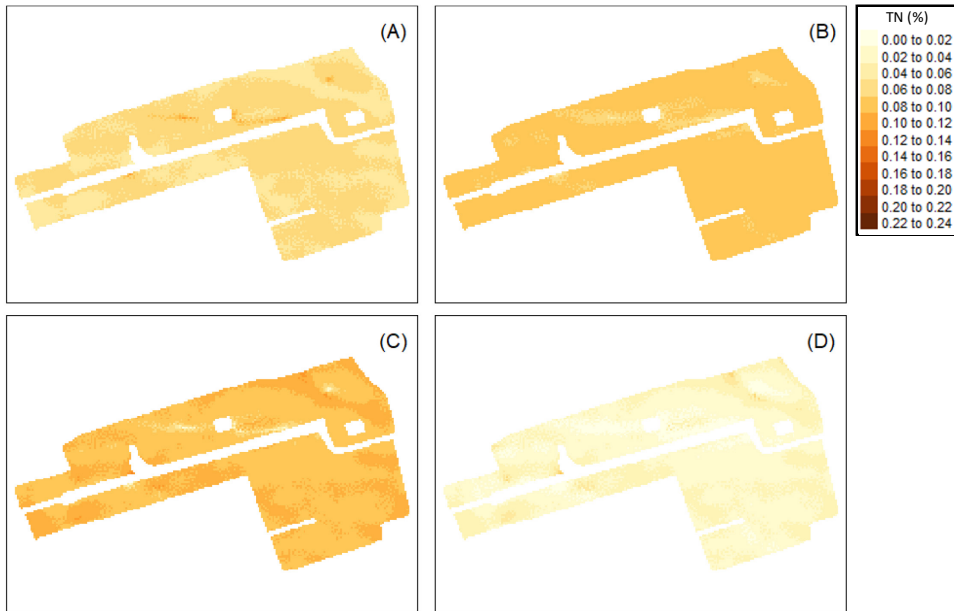 (A)
(B)
TN (%)
0.00 to 0.02
0.02 to 0.04
0.04 to 0.06
0.06 to 0.08
0.08 to 0.10
0.10 to 0.12
0.12 to 0.14
0.14 to 0.16
0.16 to 0.18
0.18 to 0.20
0.20 to 0.22
0.22 to 0.24
(C)
(D)